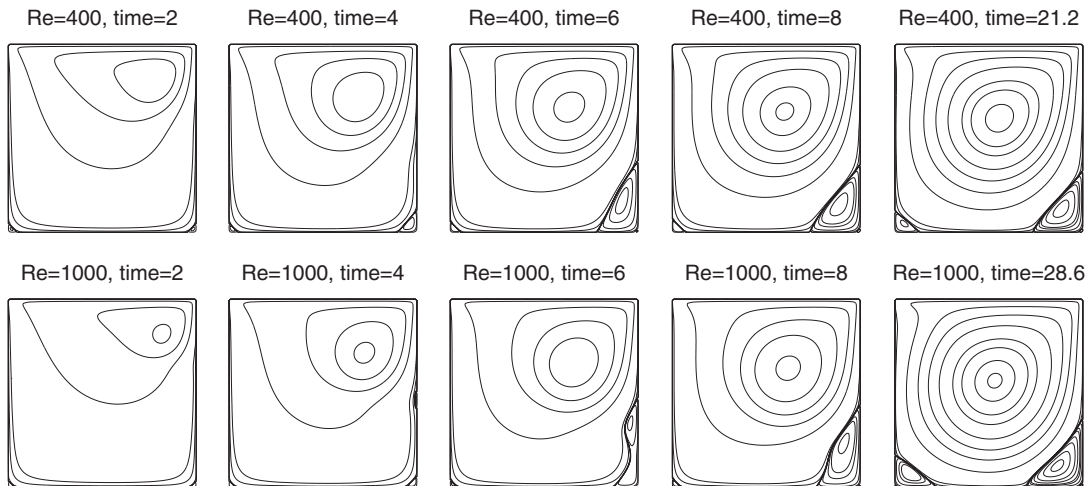 Re=400, time=2
Re=400, time=4
Re=400, time=6
Re=400, time=8
Re=400, time=21.2
Re=1000, time=2
Re=1000, time=4
Re=1000, time=6
Re=1000, time=8
Re=1000, time=28.6